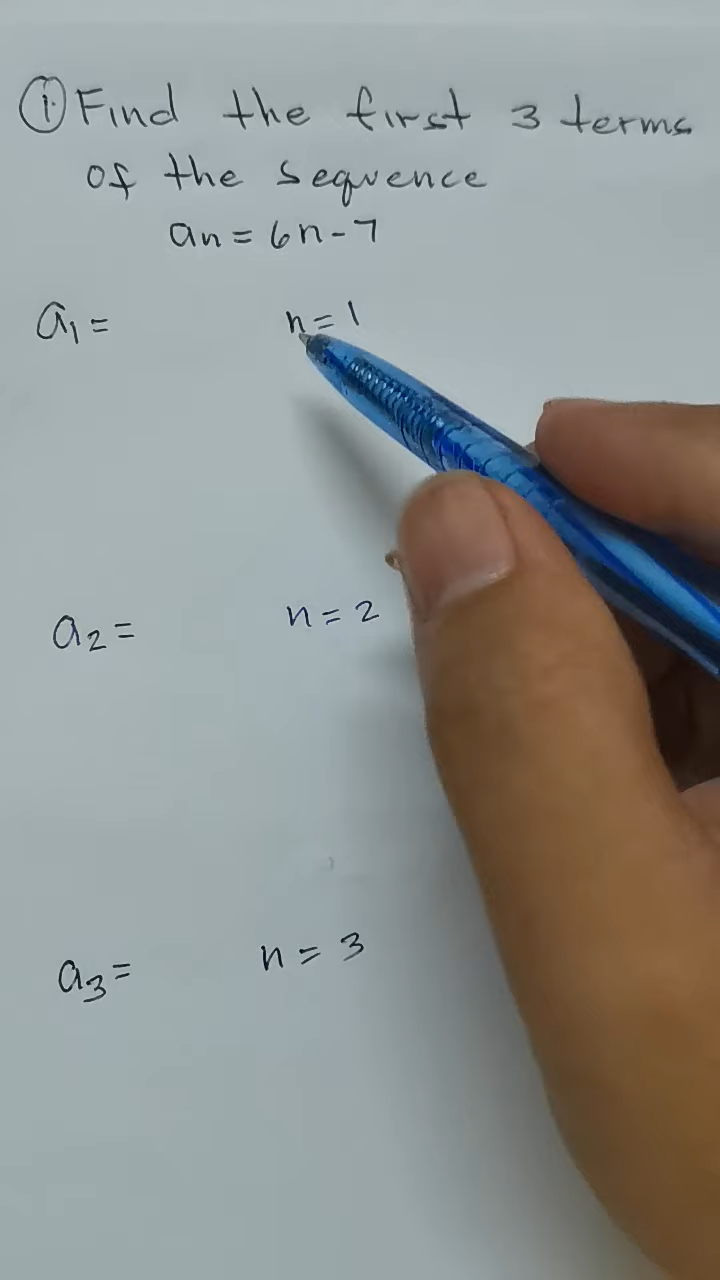 ① Find the first 3 terms
of the sequence
an = 6n - 7
a1 = n = 1
a2 = n = 2
a3 = n = 3